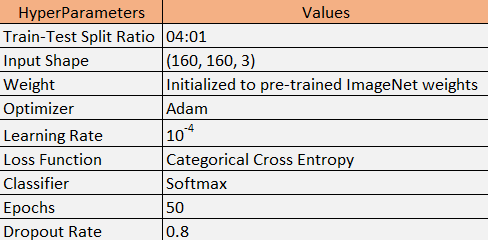 HyperParameters Values
Train-Test Split Ratio 04:01
Input Shape (160, 160, 3)
Weight Initialized to pre-trained ImageNet weights
Optimizer Adam
Learning Rate 10⁻⁴
Loss Function Categorical Cross Entropy
Classifier Softmax
Epochs 50
Dropout Rate 0.8